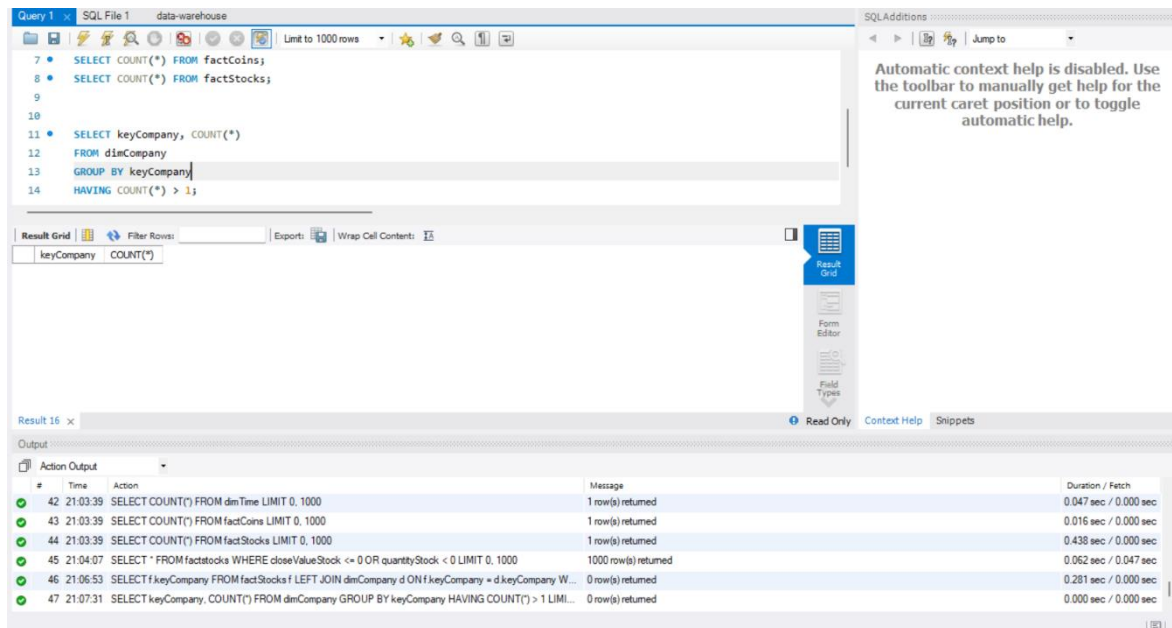 Query 1 × SQL File 1 data-warehouse
SQLAdditions
Limit to 1000 rows
Jump to
7 SELECT COUNT(*) FROM factCoins;
8 SELECT COUNT(*) FROM factStocks;
9
10
11 SELECT keyCompany, COUNT(*)
12 FROM dimCompany
13 GROUP BY keyCompany
14 HAVING COUNT(*) > 1;
Automatic context help is disabled. Use
the toolbar to manually get help for the
current caret position or to toggle
automatic help.
Result Grid Filter Rows: Export: Wrap Cell Content: IA
keyCompany COUNT(*)
Result
Grid
Form
Editor
Field
Types
Result 16 × Read Only Context Help Snippets
Output
Action Output
# Time Action Message Duration / Fetch
42 21:03:39 SELECT COUNT(*) FROM dimTime LIMIT 0, 1000 1 row(s) returned 0.047 sec / 0.000 sec
43 21:03:39 SELECT COUNT(*) FROM factCoins LIMIT 0, 1000 1 row(s) returned 0.016 sec / 0.000 sec
44 21:03:39 SELECT COUNT(*) FROM factStocks LIMIT 0, 1000 1 row(s) returned 0.438 sec / 0.000 sec
45 21:04:07 SELECT * FROM factstocks WHERE closeValueStock <= 0 OR quantityStock < 0 LIMIT 0, 1000 1000 row(s) returned 0.062 sec / 0.047 sec
46 21:06:53 SELECT f.keyCompany FROM factStocks f LEFT JOIN dimCompany d ON f.keyCompany = d.keyCompany W... 0 row(s) returned 0.281 sec / 0.000 sec
47 21:07:31 SELECT keyCompany, COUNT(*) FROM dimCompany GROUP BY keyCompany HAVING COUNT(*) > 1 LIMI... 0 row(s) returned 0.000 sec / 0.000 sec